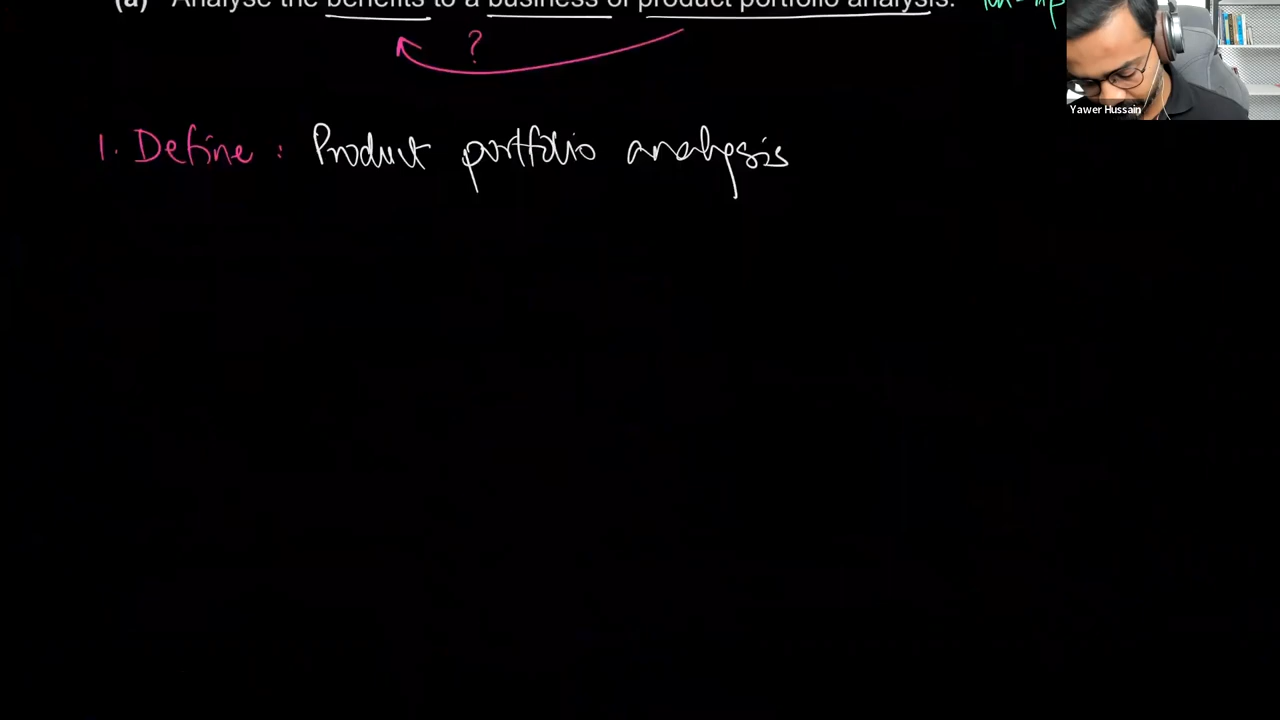 (a) Analyse the benefits to a business of product portfolio analysis.
?
Yawer Hussain
1. Define : Product portfolio analysis